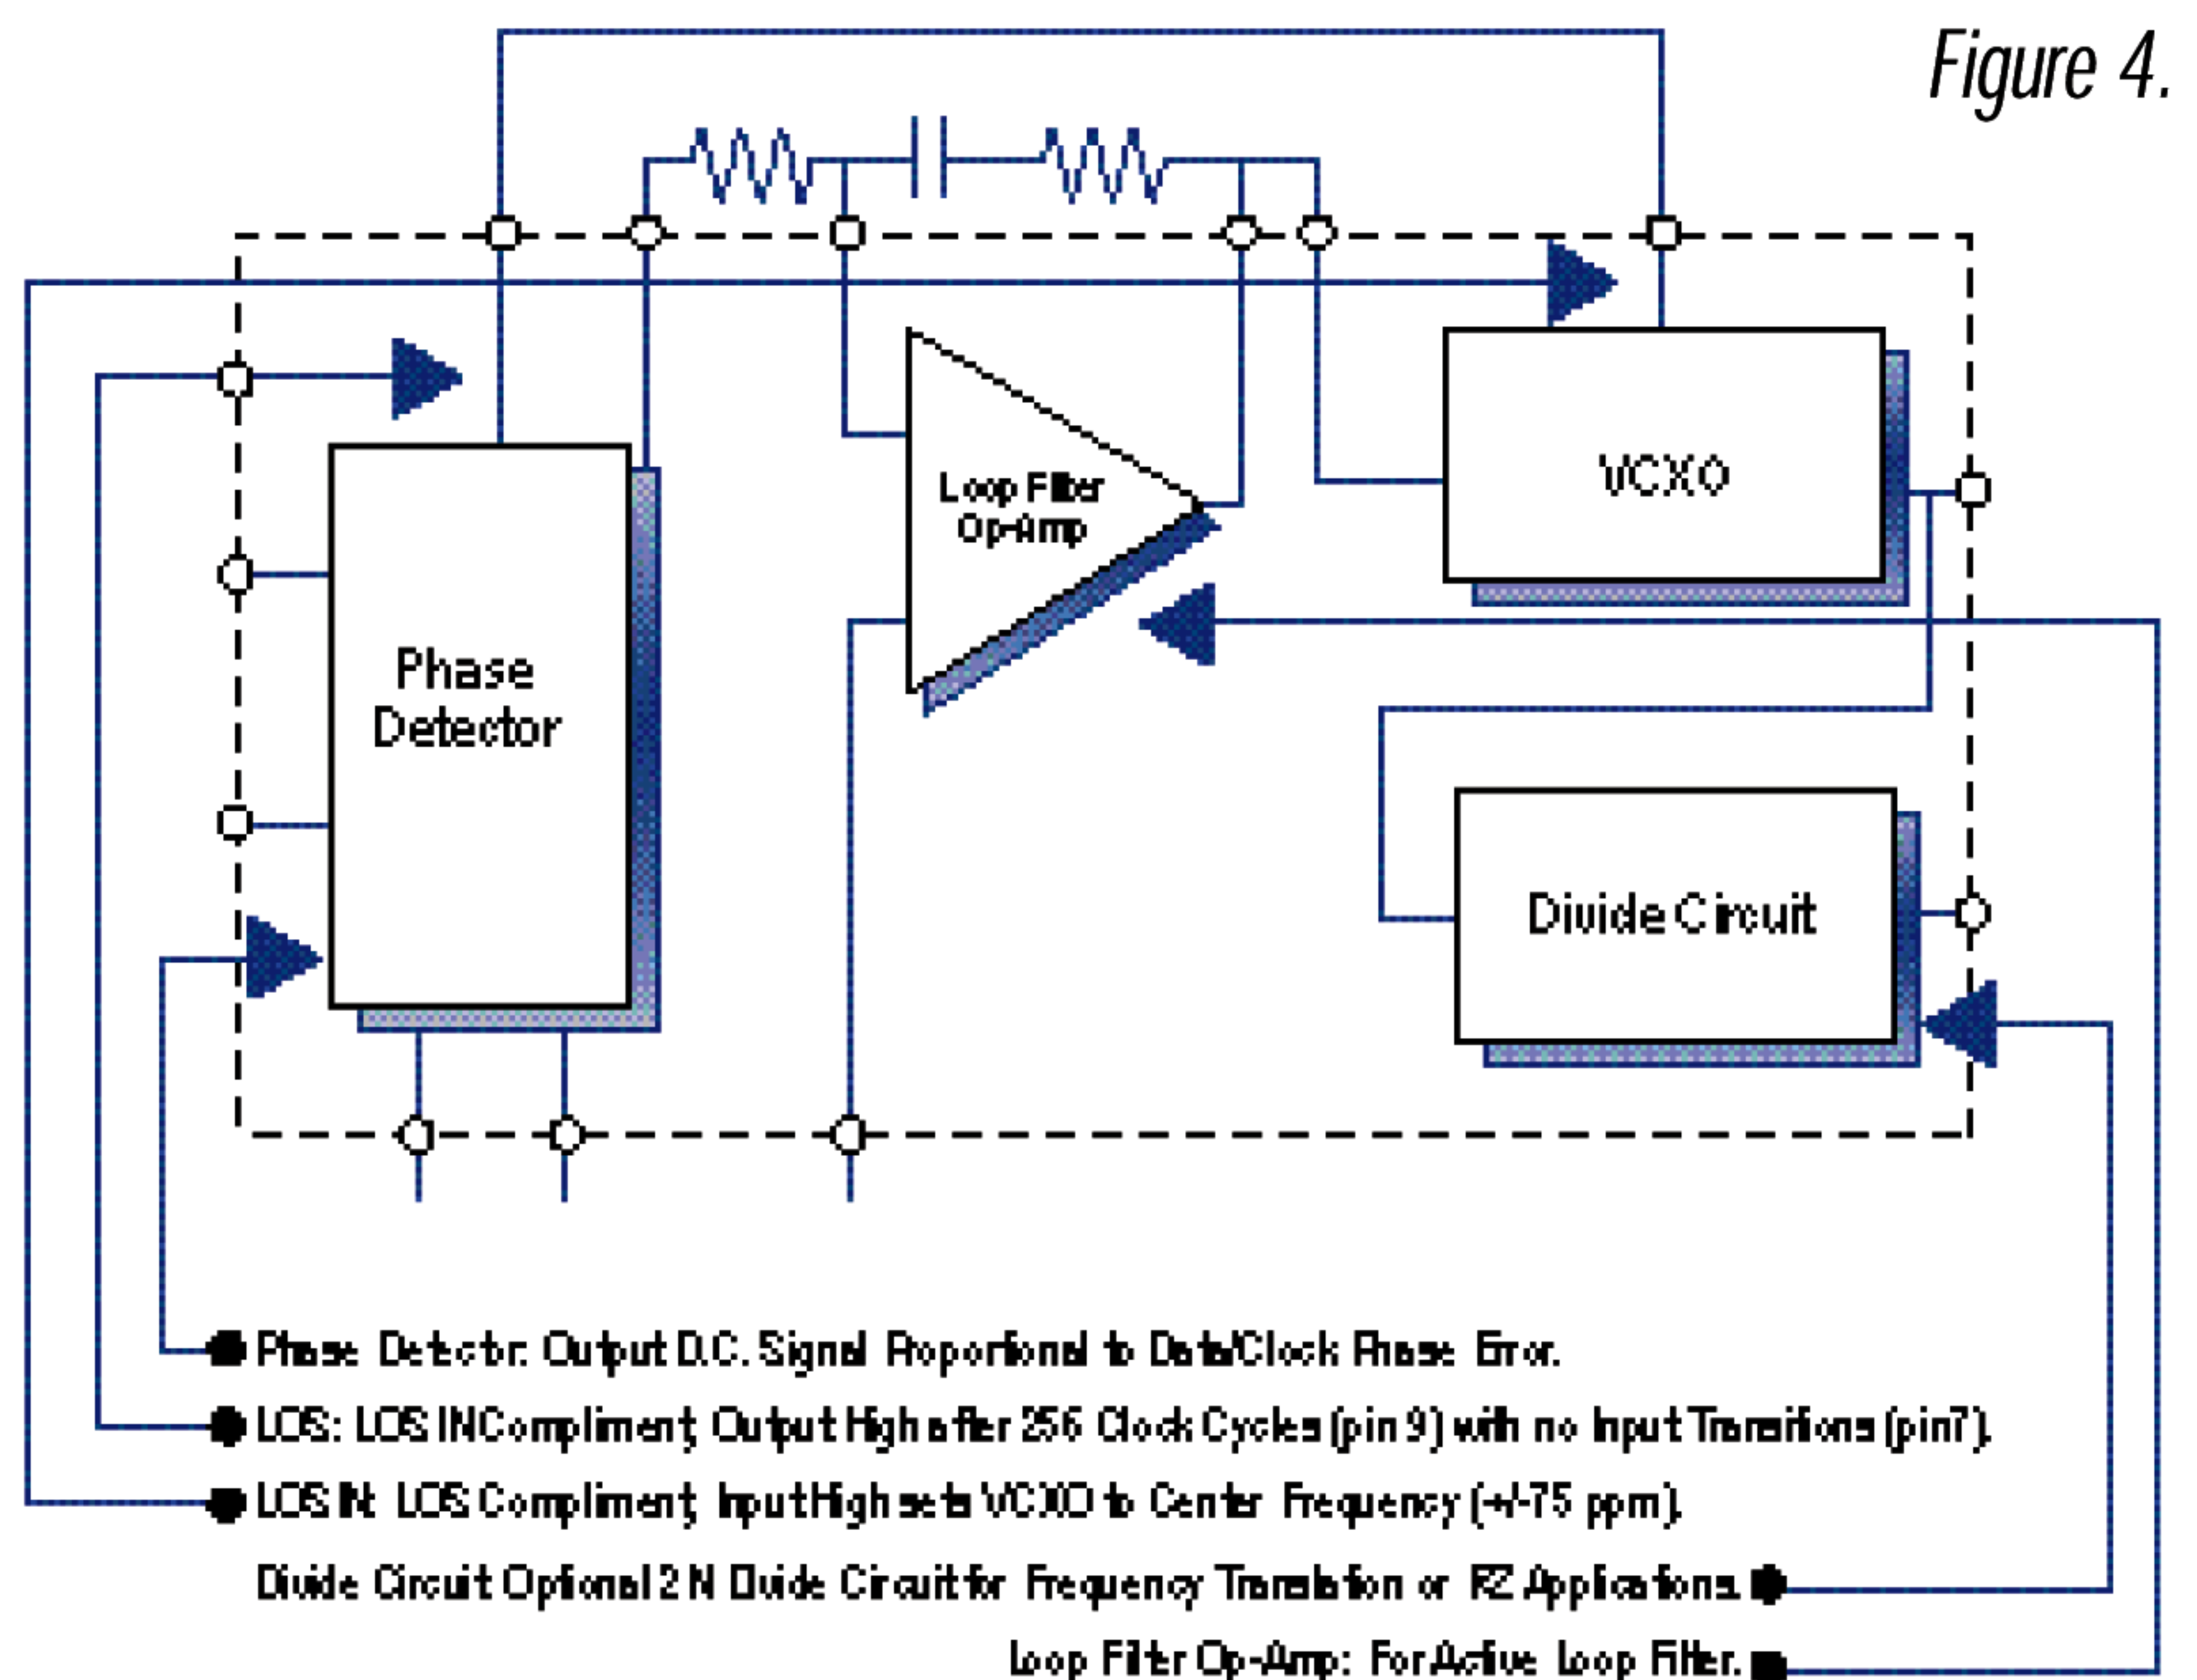 Figure 4.
Loop Filter
Op-Amp
VCXO
Phase
Detector
Divide Circuit
Phase Detector: Output D.C. Signal Proportional to Data/Clock Phase Error.
LOS: LOS IN Compliment; Output High after 256 Clock Cycles (pin 9) with no Input Transitions (pin7).
LOS IN: LOS Compliment; Input High sets VCXO to Center Frequency (+/-75 ppm).
Divide Circuit Optional 2 N Divide Circuit for Frequency Translation or RZ Applications.
Loop Filter Op-Amp: For Active Loop Filter.